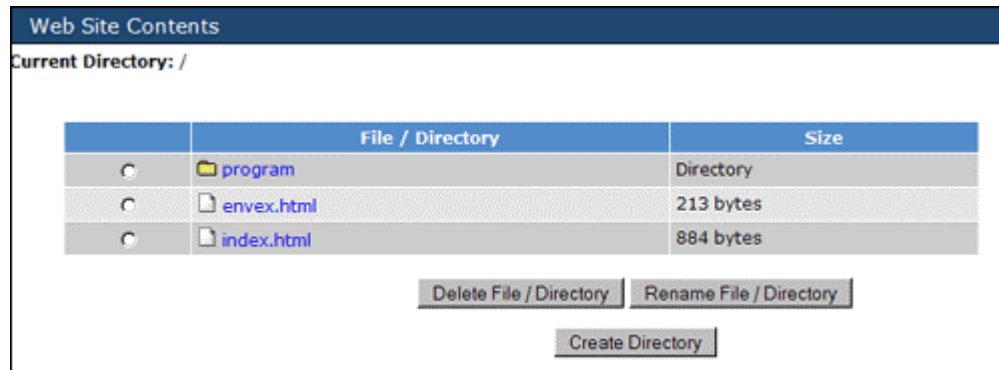 Web Site Contents
Current Directory: /
File / Directory Size
program Directory
envex.html 213 bytes
index.html 884 bytes
Delete File / Directory Rename File / Directory
Create Directory